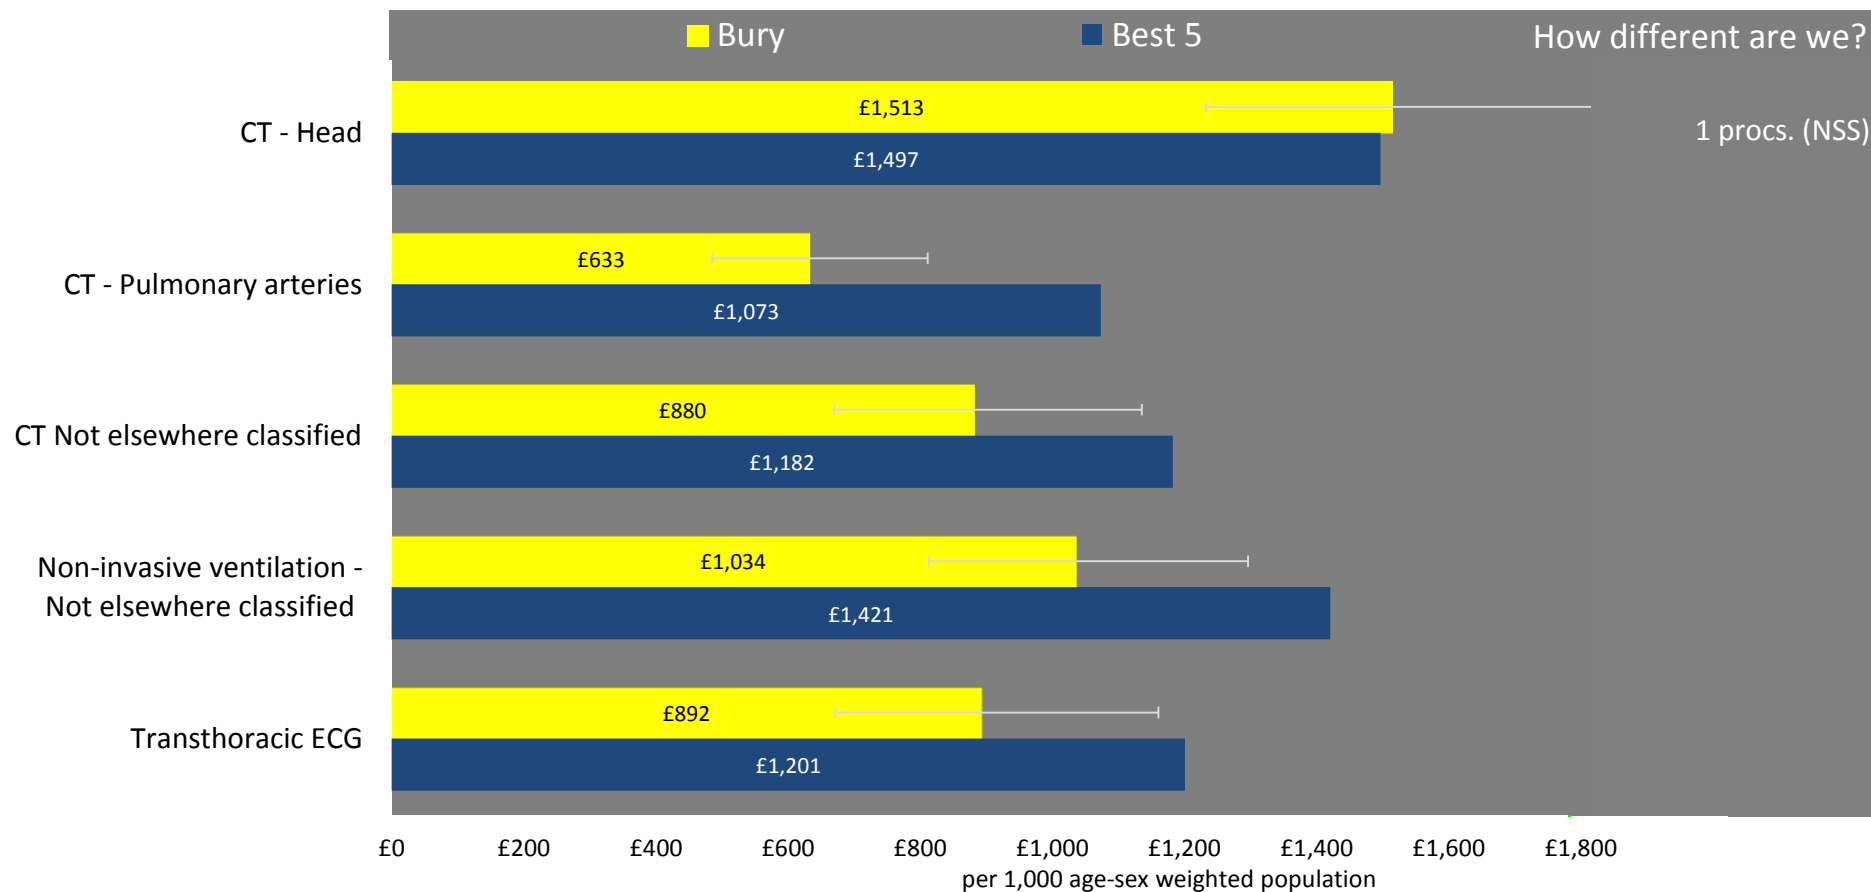 Bury
Best 5
How different are we?
CT - Head
£1,513
£1,497
1 procs. (NSS)
CT - Pulmonary arteries
£633
£1,073
CT Not elsewhere classified
£880
£1,182
Non-invasive ventilation -
Not elsewhere classified
£1,034
£1,421
Transthoracic ECG
£892
£1,201
£0 £200 £400 £600 £800 £1,000 £1,200 £1,400 £1,600 £1,800
per 1,000 age-sex weighted population